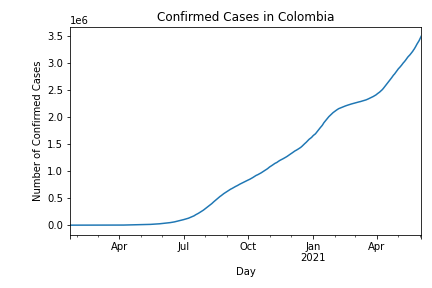 Confirmed Cases in Colombia
1e6
3.5
3.0
2.5
2.0
1.5
1.0
0.5
0.0
Number of Confirmed Cases
Apr Jul Oct Jan Apr
2021
Day